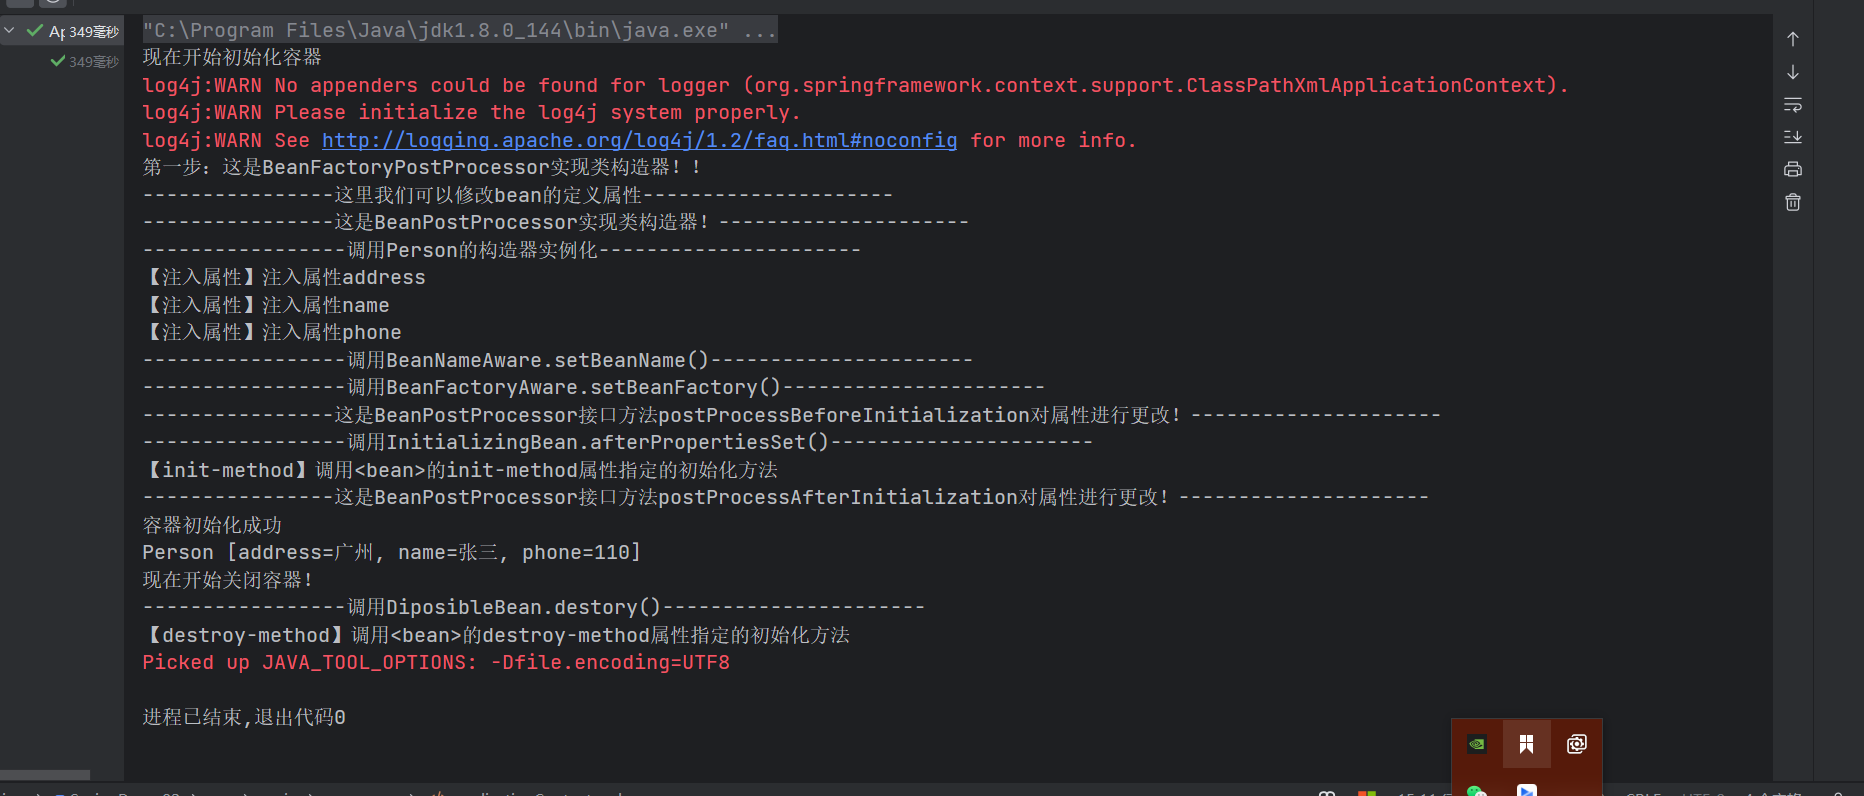 Ap 349毫秒
349毫秒
"C:\Program Files\Java\jdk1.8.0_144\bin\java.exe" ...
现在开始初始化容器
log4j:WARN No appenders could be found for logger (org.springframework.context.support.ClassPathXmlApplicationContext).
log4j:WARN Please initialize the log4j system properly.
log4j:WARN See http://logging.apache.org/log4j/1.2/faq.html#noconfig for more info.
第一步：这是BeanFactoryPostProcessor实现类构造器！！
----------------这里我们可以修改bean的定义属性---------------------
----------------这是BeanPostProcessor实现类构造器！---------------------
-----------------调用Person的构造器实例化----------------------
【注入属性】注入属性address
【注入属性】注入属性name
【注入属性】注入属性phone
-----------------调用BeanNameAware.setBeanName()----------------------
-----------------调用BeanFactoryAware.setBeanFactory()----------------------
----------------这是BeanPostProcessor接口方法postProcessBeforeInitialization对属性进行更改！---------------------
-----------------调用InitializingBean.afterPropertiesSet()----------------------
【init-method】调用<bean>的init-method属性指定的初始化方法
----------------这是BeanPostProcessor接口方法postProcessAfterInitialization对属性进行更改！---------------------
容器初始化成功
Person [address=广州, name=张三, phone=110]
现在开始关闭容器！
-----------------调用DiposibleBean.destory()----------------------
【destroy-method】调用<bean>的destroy-method属性指定的初始化方法
Picked up JAVA_TOOL_OPTIONS: -Dfile.encoding=UTF8
进程已结束,退出代码0